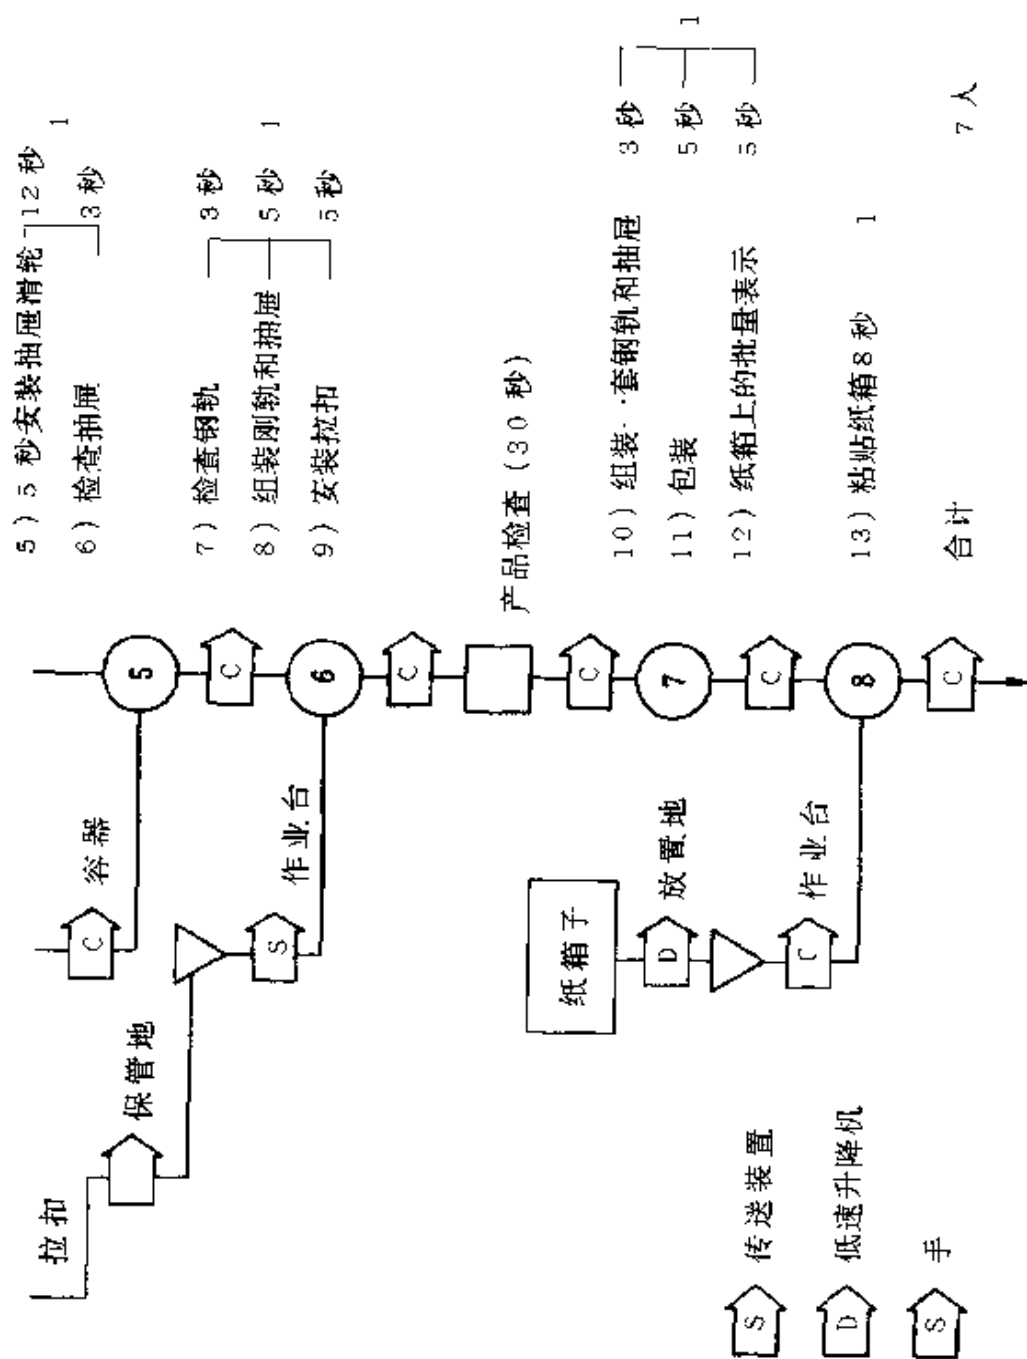 拉扣
保管地
C
容器
S
作业台
5
C
6
C
产品检查（30 秒）
C
7
C
8
C
5）5 秒安装抽屉滑轮 12 秒
1
6）检查抽屉 3 秒
7）检查钢轨 3 秒
8）组装刚轨和抽屉 5 秒
1
9）安装拉扣 5 秒
10）组装·套钢轨和抽屉 3 秒
11）包装 5 秒
1
12）纸箱上的批量表示 5 秒
13）粘贴纸箱 8 秒 1
合计 7 人
纸箱子
D
放置地
C
作业台
S 传送装置
D 低速升降机
S 手